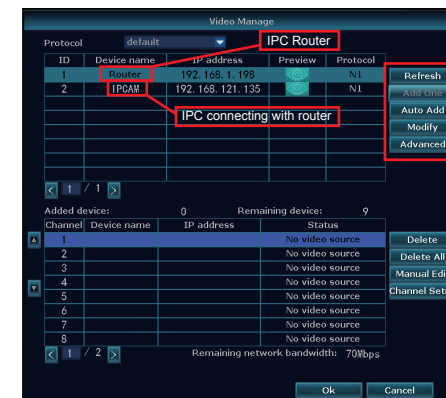 Video Manage
Protocol default IPC Router
ID Device name IP address Preview Protocol
1 Router 192.168.1.198 N1 Refresh
2 IPCAM 192.168.121.135 N1 Add One
IPC connecting with router Auto Add
Modify
Advanced
< 1 / 1 >
Added device: 0 Remaining device: 9
Channel Device name IP address Status
1 No video source Delete
2 No video source Delete All
3 No video source Manual Edi
4 No video source Channel Set
5 No video source
6 No video source
7 No video source
8 No video source
< 1 / 2 > Remaining network bandwidth: 70Mbps
Ok Cancel